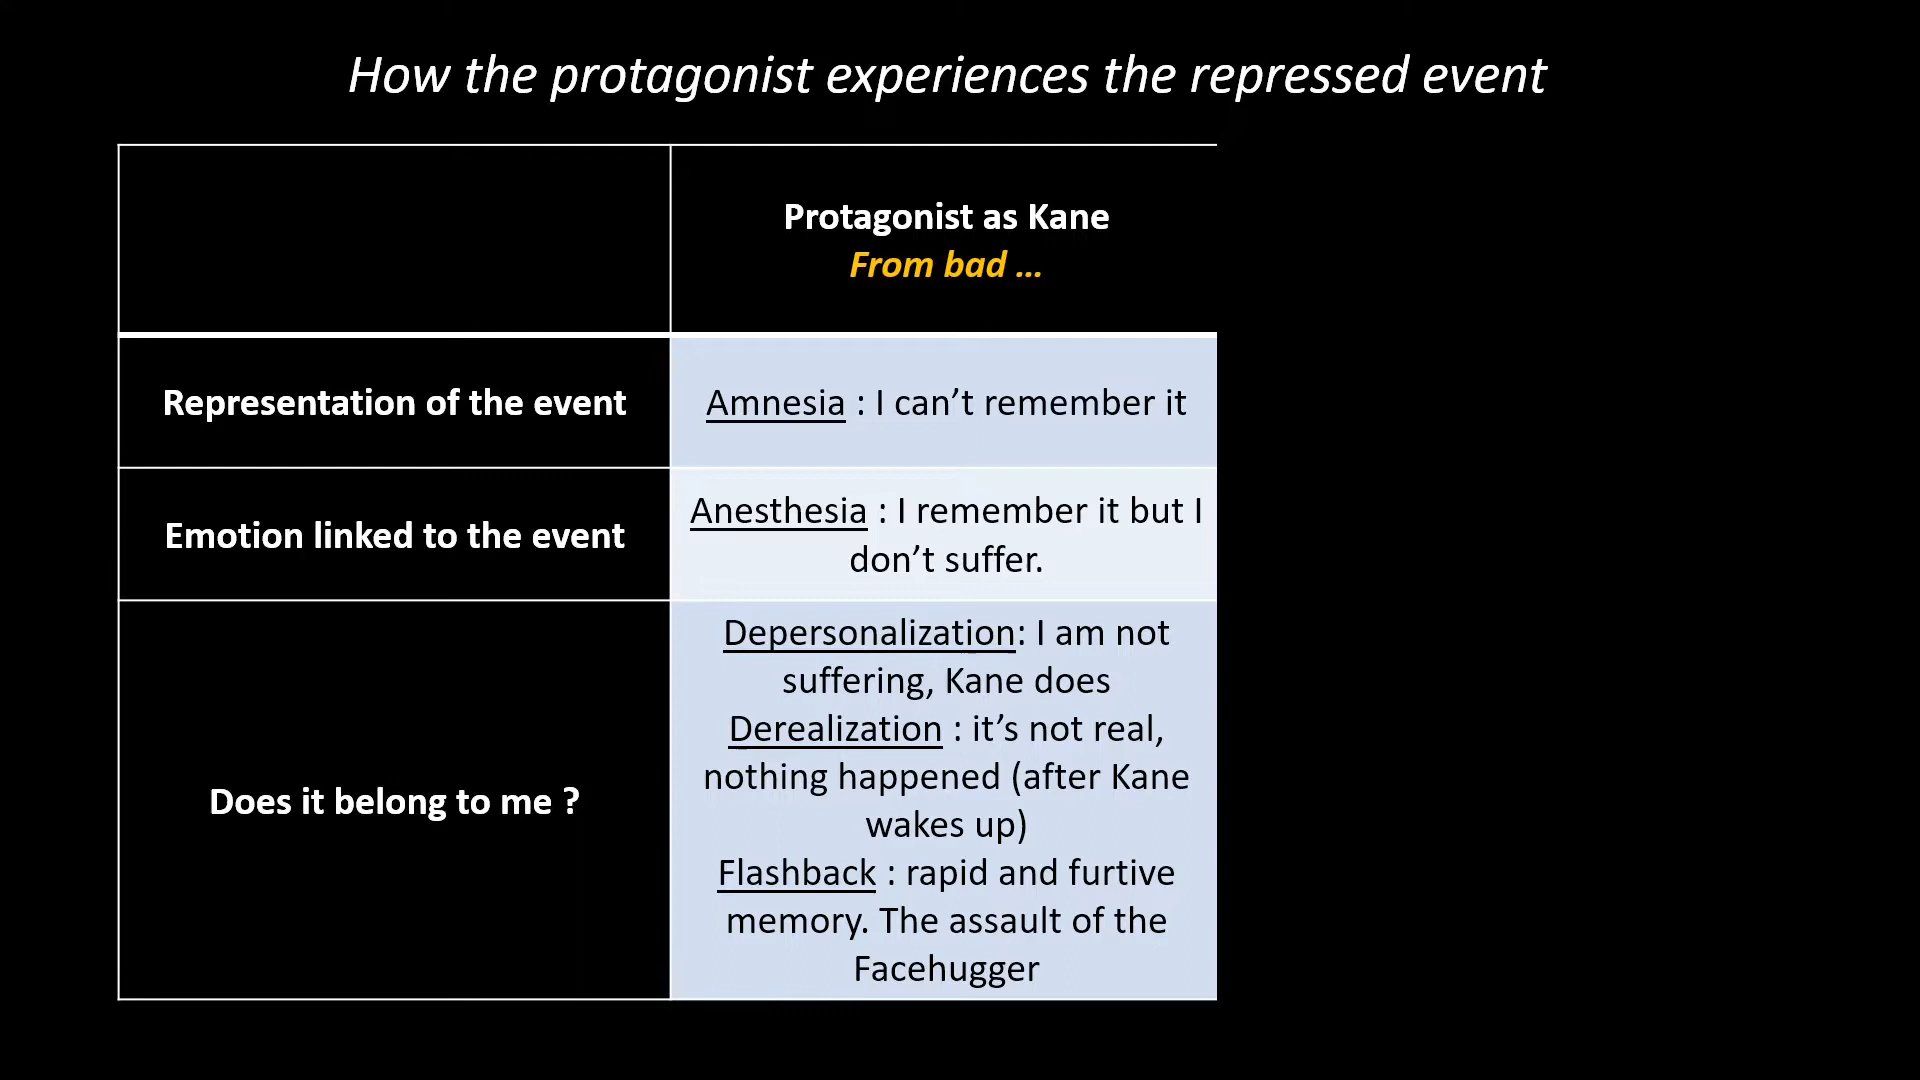 How the protagonist experiences the repressed event
Protagonist as Kane
From bad ...
Representation of the event
Amnesia : I can’t remember it
Emotion linked to the event
Anesthesia : I remember it but I
don’t suffer.
Does it belong to me ?
Depersonalization: I am not
suffering, Kane does
Derealization : it’s not real,
nothing happened (after Kane
wakes up)
Flashback : rapid and furtive
memory. The assault of the
Facehugger